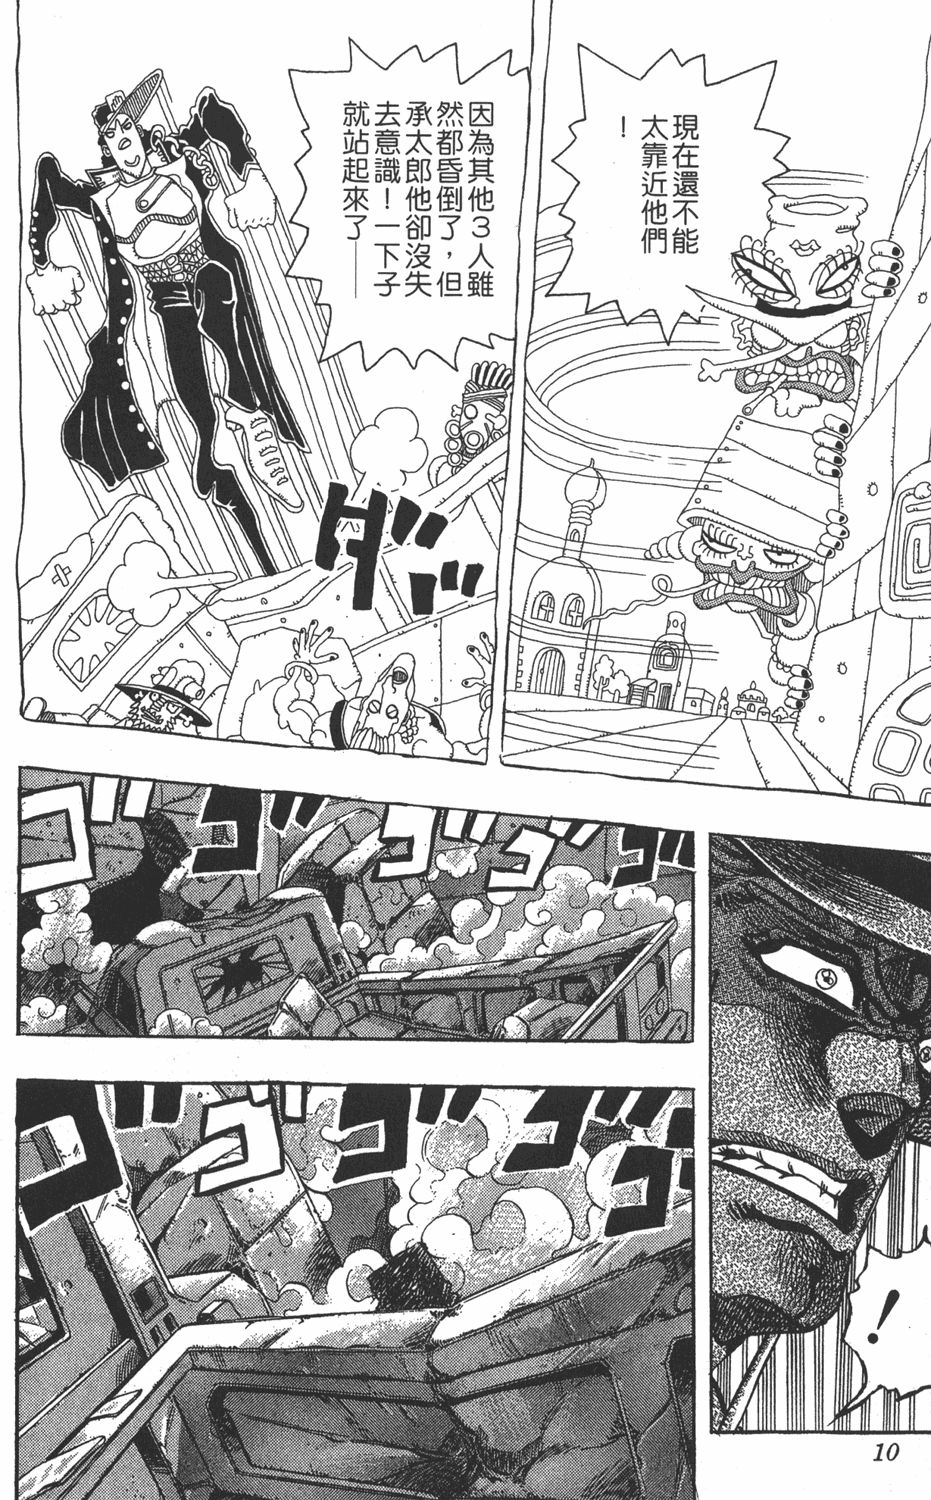 現在還不能
太靠近他們
！
因為其他３人雖
然都昏倒了，但
承太郎他卻沒失
去意識！一下子
就站起來了——
ダッ
ゴゴゴゴゴゴ
ゴゴゴゴゴゴ
！
10